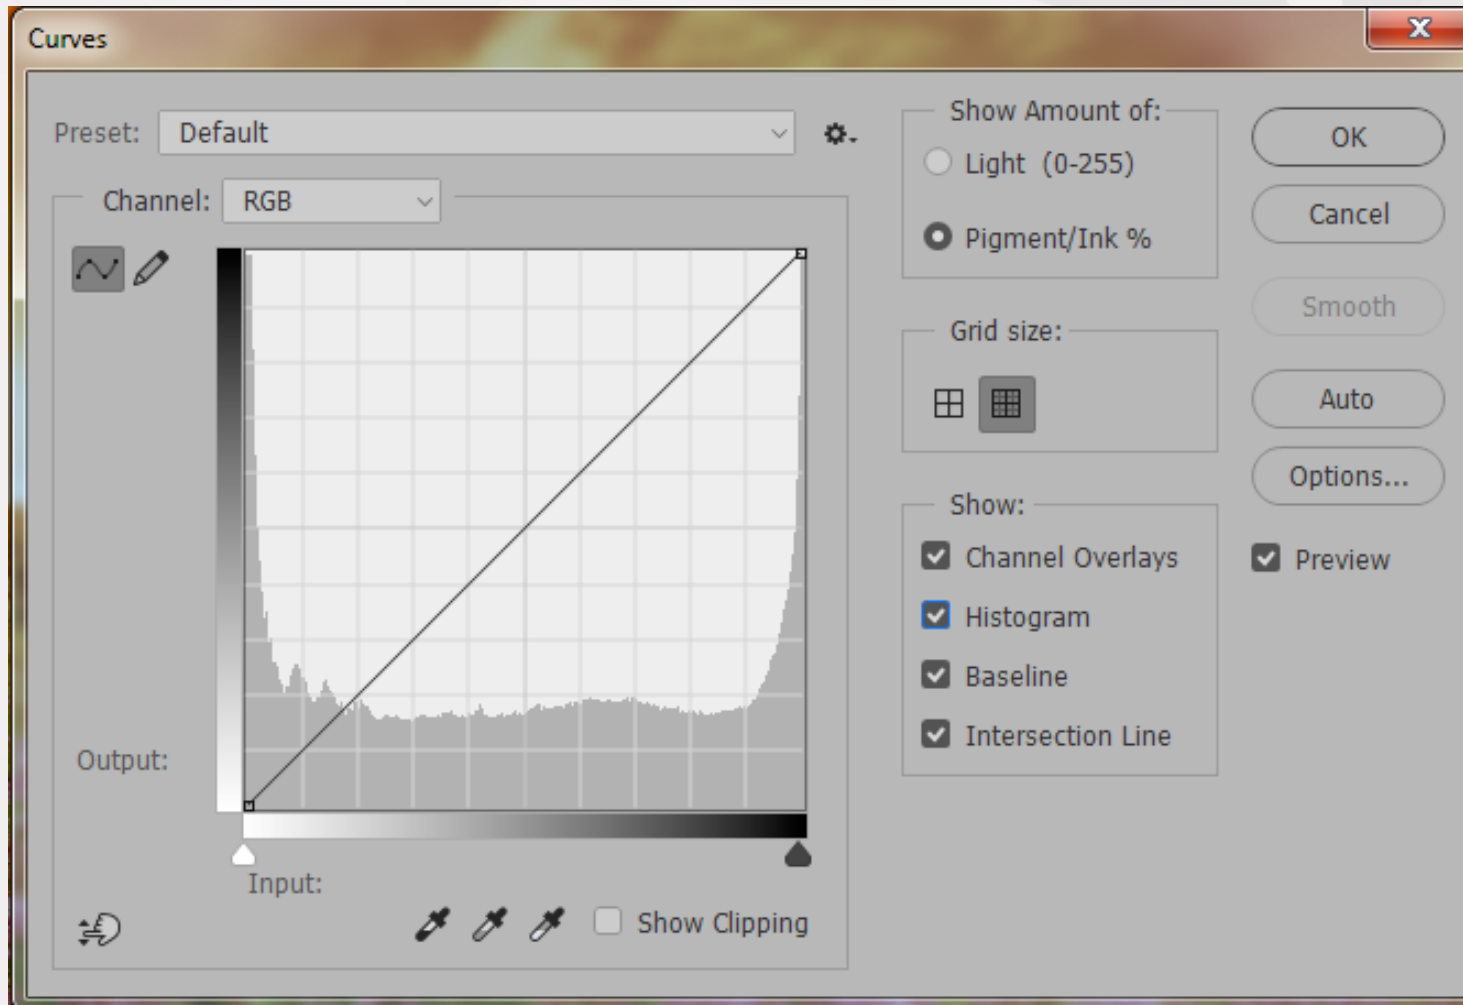 Curves
Preset: Default
Channel: RGB
Output:
Input:
Show Clipping
Show Amount of:
Light (0-255)
Pigment/Ink %
Grid size:
Show:
Channel Overlays
Histogram
Baseline
Intersection Line
OK
Cancel
Smooth
Auto
Options...
Preview